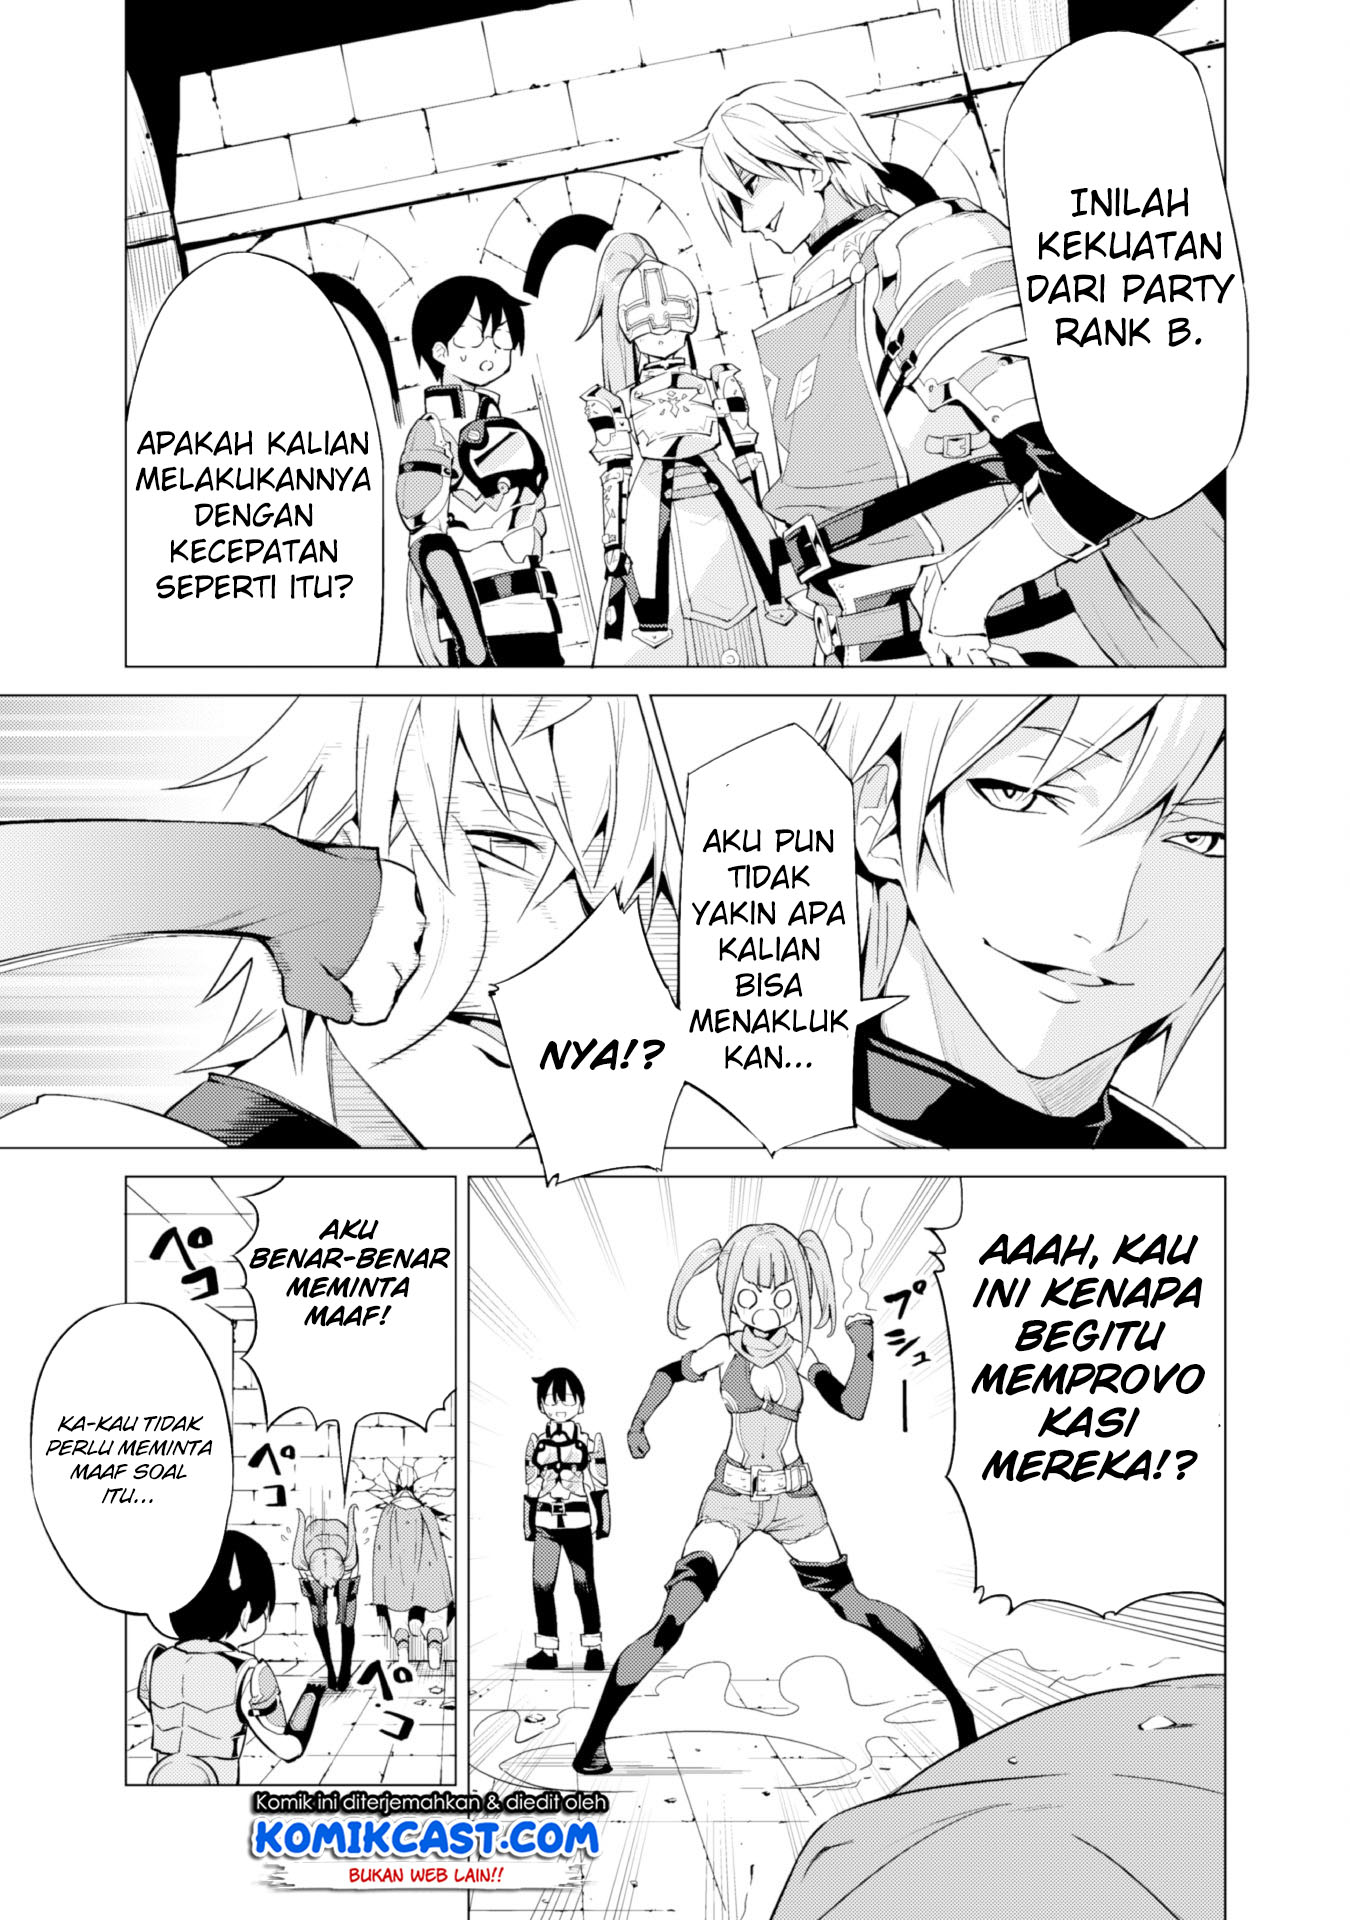 INILAH
KEKUATAN
DARI PARTY
RANK B.
APAKAH KALIAN
MELAKUKANNYA
DENGAN
KECEPATAN
SEPERTI ITU?
AKU PUN
TIDAK
YAKIN APA
KALIAN
BISA
MENAKLUK
KAN...
NYA!?
AAAH, KAU
INI KENAPA
BEGITU
MEMPROVO
KASI
MEREKA!?
プシュー
AKU
BENAR-BENAR
MEMINTA
MAAF!
ペコ
ペコ
ペコ
KA-KAU TIDAK
PERLU MEMINTA
MAAF SOAL
ITU...
Komik ini diterjemahkan & diedit oleh
KOMIKCAST.COM
BUKAN WEB LAIN!!